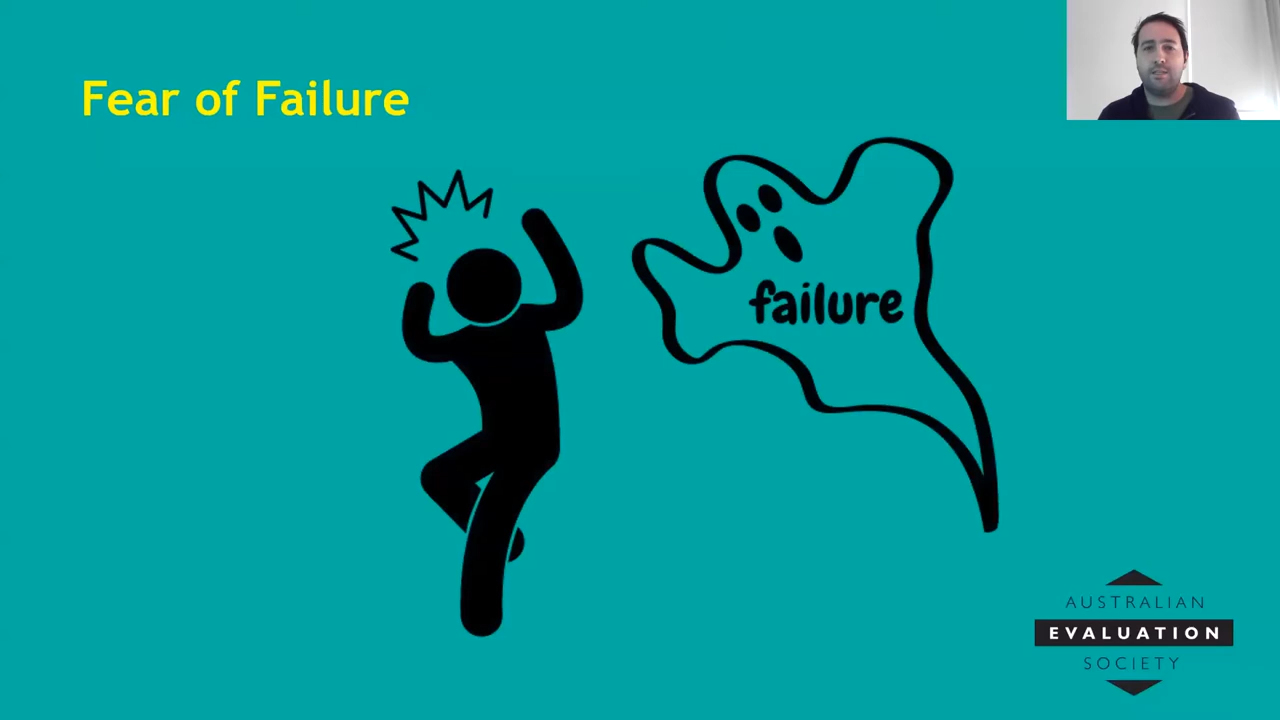 Fear of Failure
failure
AUSTRALIAN
EVALUATION
SOCIETY